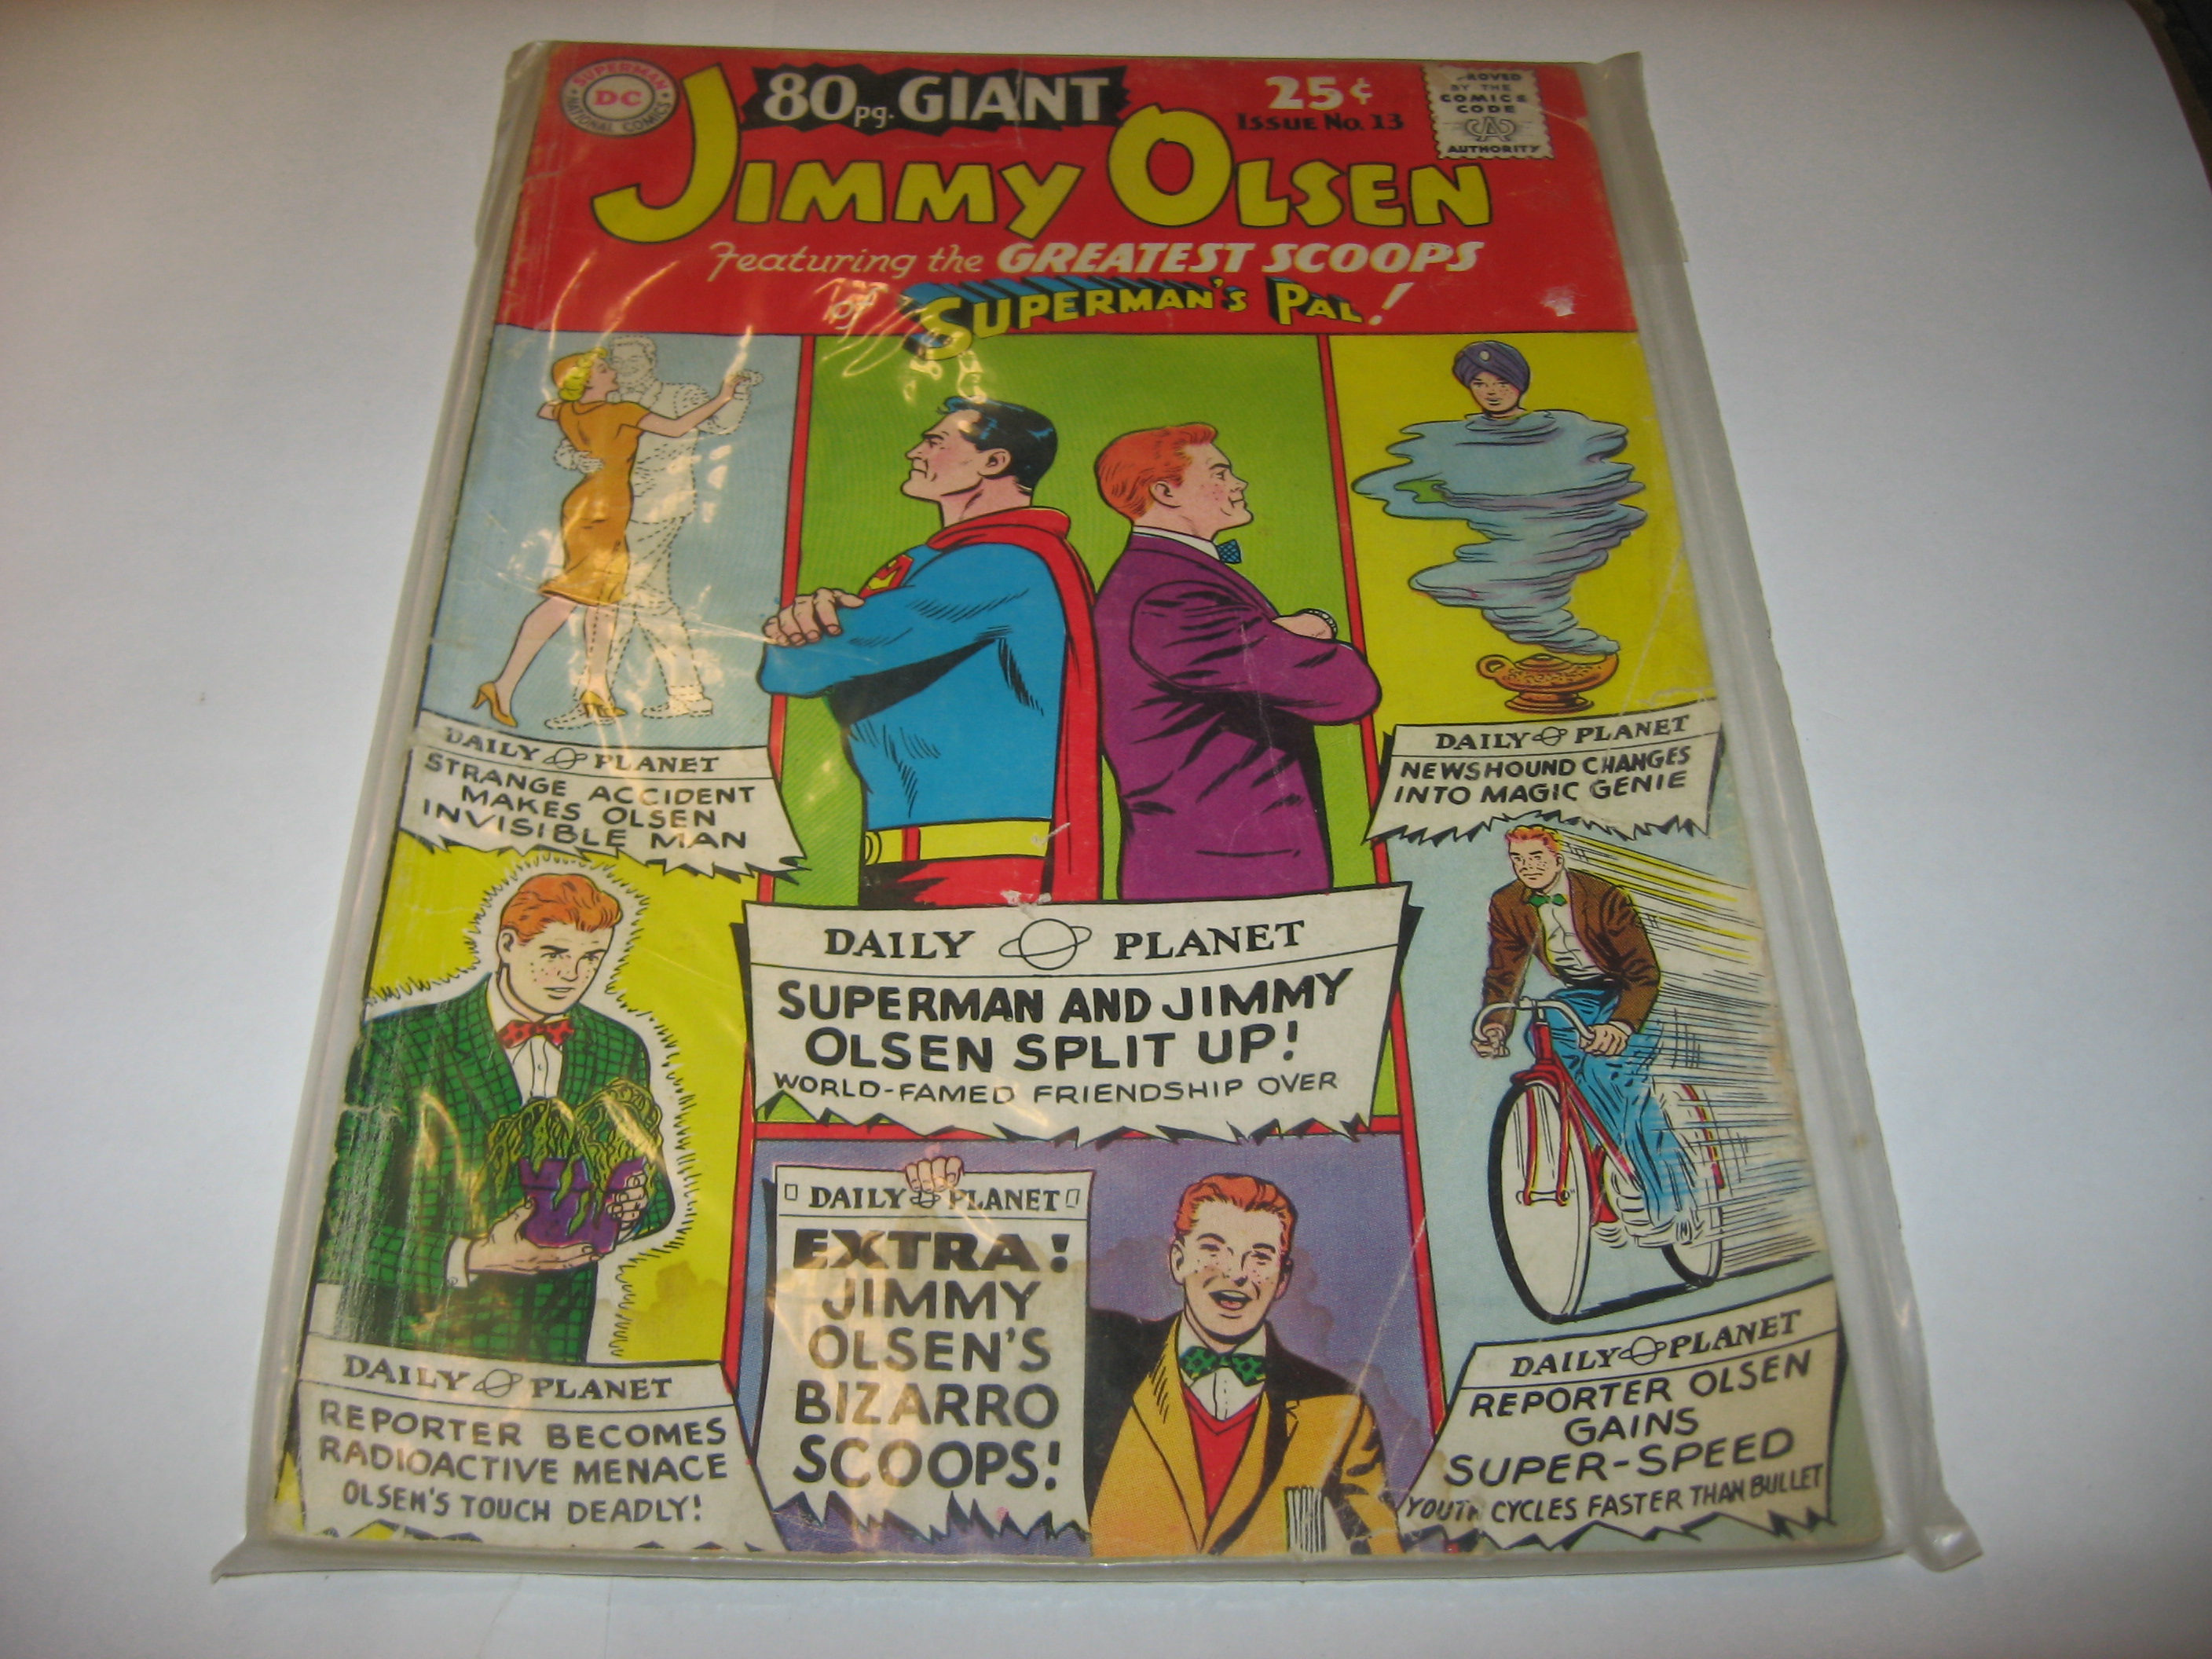 SUPERMAN
DC
NATIONAL COMICS
80pg. GIANT
25¢
ISSUE No. 13
ROVED
BY THE
COMICS
CODE
AUTHORITY
JIMMY OLSEN
Featuring the GREATEST SCOOPS
of SUPERMAN'S PAL!
DAILY PLANET
STRANGE ACCIDENT
MAKES OLSEN
INVISIBLE MAN
DAILY PLANET
NEWSHOUND CHANGES
INTO MAGIC GENIE
DAILY PLANET
SUPERMAN AND JIMMY
OLSEN SPLIT UP!
WORLD-FAMED FRIENDSHIP OVER
DAILY PLANET
REPORTER BECOMES
RADIOACTIVE MENACE
OLSEN'S TOUCH DEADLY!
DAILY PLANET
EXTRA!
JIMMY
OLSEN'S
BIZARRO
SCOOPS!
DAILY PLANET
REPORTER OLSEN
GAINS
SUPER-SPEED
YOUTH CYCLES FASTER THAN BULLET